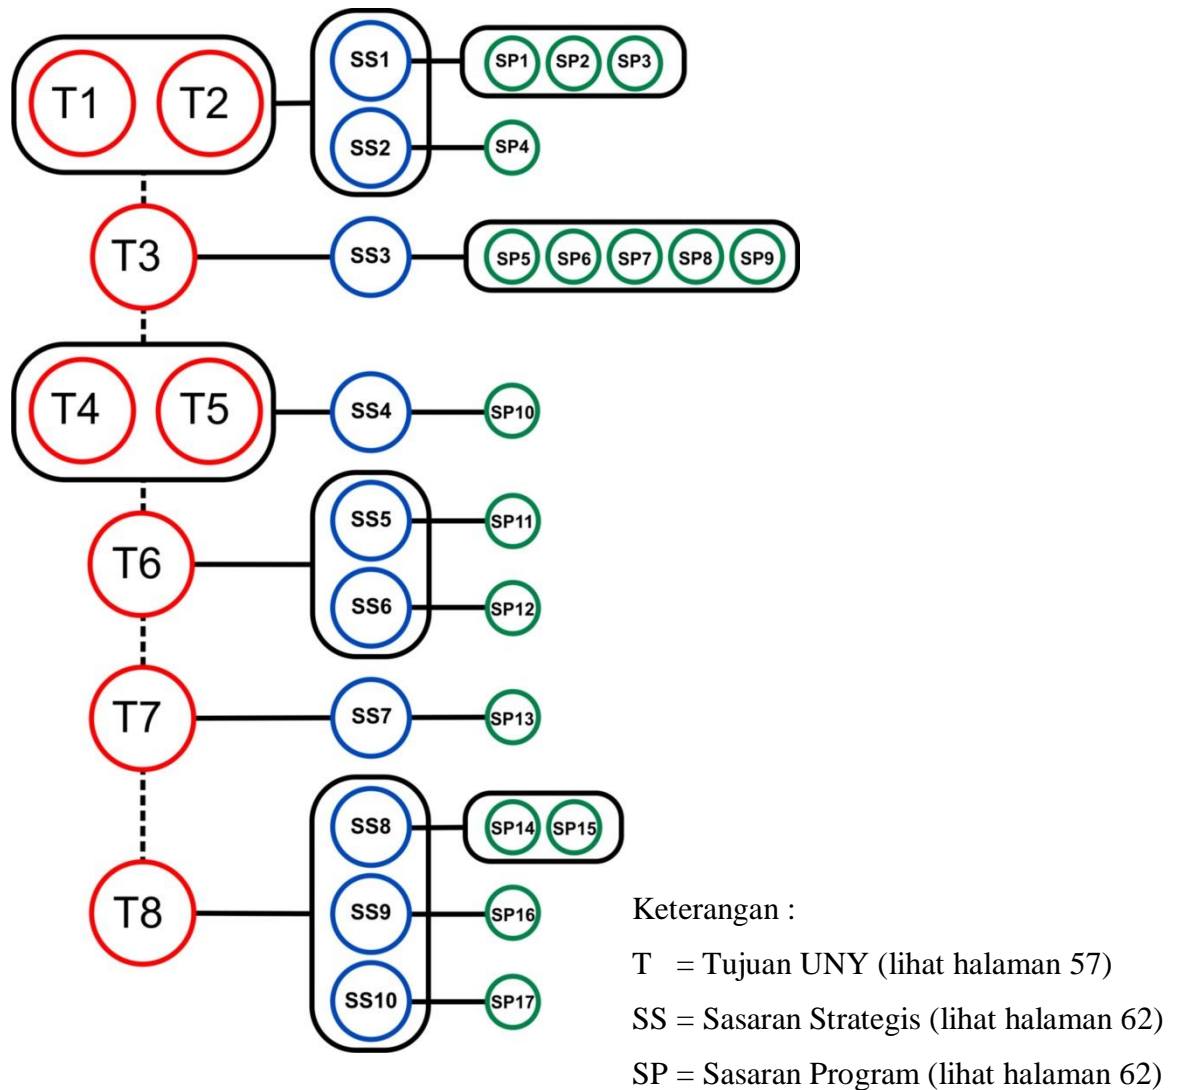 T1 T2 SS1 SP1 SP2 SP3
SS2 SP4
T3 SS3 SP5 SP6 SP7 SP8 SP9
T4 T5 SS4 SP10
SS5 SP11
T6
SS6 SP12
T7 SS7 SP13
SS8 SP14 SP15
T8 SS9 SP16
SS10 SP17
Keterangan :
T = Tujuan UNY (lihat halaman 57)
SS = Sasaran Strategis (lihat halaman 62)
SP = Sasaran Program (lihat halaman 62)